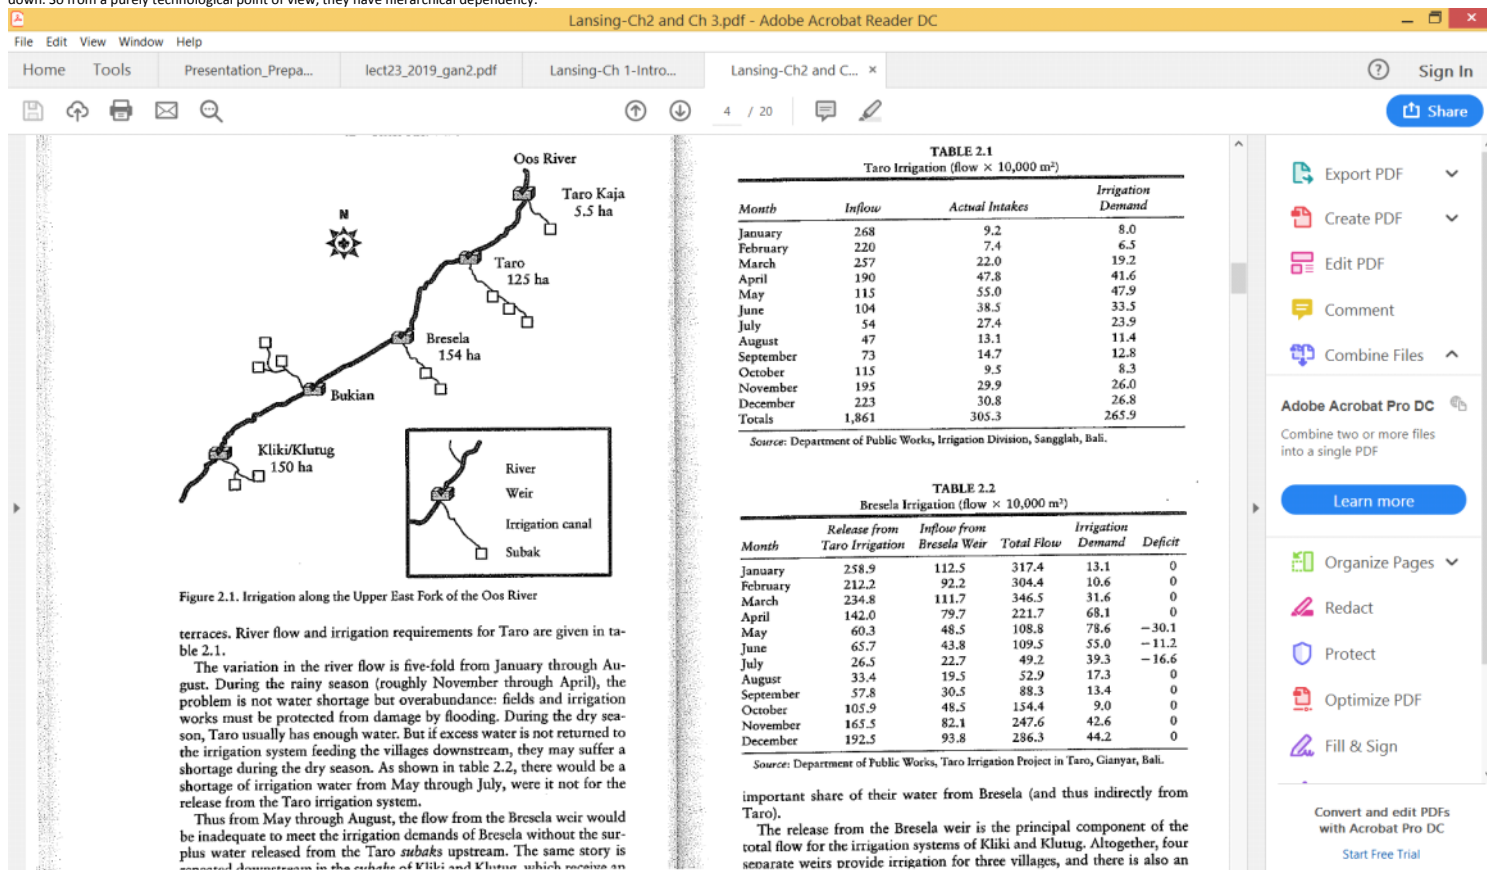 down. So from a purely technological point of view, they have hierarchical dependency.
Lansing-Ch2 and Ch 3.pdf - Adobe Acrobat Reader DC
File Edit View Window Help
Home Tools Presentation_Prepa... lect23_2019_gan2.pdf Lansing-Ch 1-Intro... Lansing-Ch2 and C... × Sign In
4 / 20 Share
Oos River
Taro Kaja
5.5 ha
N
Taro
125 ha
Bresela
154 ha
Bukian
Kliki/Klutug
150 ha
River
Weir
Irrigation canal
Subak
Figure 2.1. Irrigation along the Upper East Fork of the Oos River
terraces. River flow and irrigation requirements for Taro are given in ta-
ble 2.1.
The variation in the river flow is five-fold from January through Au-
gust. During the rainy season (roughly November through April), the
problem is not water shortage but overabundance: fields and irrigation
works must be protected from damage by flooding. During the dry sea-
son, Taro usually has enough water. But if excess water is not returned to
the irrigation system feeding the villages downstream, they may suffer a
shortage during the dry season. As shown in table 2.2, there would be a
shortage of irrigation water from May through July, were it not for the
release from the Taro irrigation system.
Thus from May through August, the flow from the Bresela weir would
be inadequate to meet the irrigation demands of Bresela without the sur-
plus water released from the Taro subaks upstream. The same story is
repeated downstream in the subaks of Kliki and Klutug, which receive an
TABLE 2.1
Taro Irrigation (flow × 10,000 m²)
Irrigation
Month Inflow Actual Intakes Demand
January 268 9.2 8.0
February 220 7.4 6.5
March 257 22.0 19.2
April 190 47.8 41.6
May 115 55.0 47.9
June 104 38.5 33.5
July 54 27.4 23.9
August 47 13.1 11.4
September 73 14.7 12.8
October 115 9.5 8.3
November 195 29.9 26.0
December 223 30.8 26.8
Totals 1,861 305.3 265.9
Source: Department of Public Works, Irrigation Division, Sangglah, Bali.
TABLE 2.2
Bresela Irrigation (flow × 10,000 m²)
Release from Inflow from Irrigation
Month Taro Irrigation Bresela Weir Total Flow Demand Deficit
January 258.9 112.5 317.4 13.1 0
February 212.2 92.2 304.4 10.6 0
March 234.8 111.7 346.5 31.6 0
April 142.0 79.7 221.7 68.1 0
May 60.3 48.5 108.8 78.6 −30.1
June 65.7 43.8 109.5 55.0 −11.2
July 26.5 22.7 49.2 39.3 −16.6
August 33.4 19.5 52.9 17.3 0
September 57.8 30.5 88.3 13.4 0
October 105.9 48.5 154.4 9.0 0
November 165.5 82.1 247.6 42.6 0
December 192.5 93.8 286.3 44.2 0
Source: Department of Public Works, Taro Irrigation Project in Taro, Gianyar, Bali.
important share of their water from Bresela (and thus indirectly from
Taro).
The release from the Bresela weir is the principal component of the
total flow for the irrigation systems of Kliki and Klutug. Altogether, four
separate weirs provide irrigation for three villages, and there is also an
Export PDF
Create PDF
Edit PDF
Comment
Combine Files
Adobe Acrobat Pro DC
Combine two or more files
into a single PDF
Learn more
Organize Pages
Redact
Protect
Optimize PDF
Fill & Sign
Convert and edit PDFs
with Acrobat Pro DC
Start Free Trial